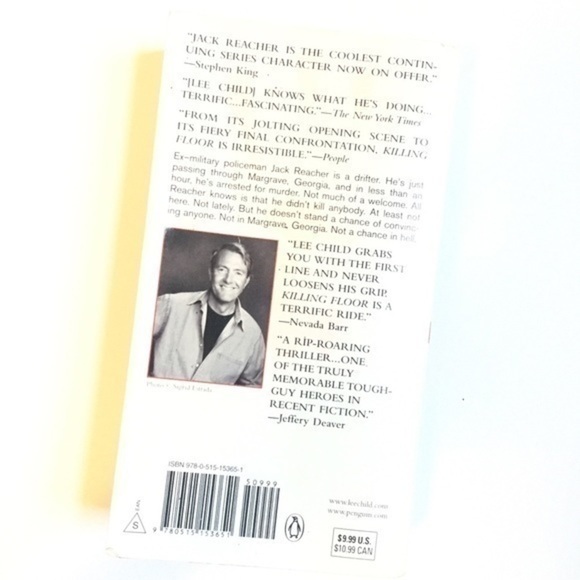 "JACK REACHER IS THE COOLEST CONTIN-
UING SERIES CHARACTER NOW ON OFFER."
—Stephen King
"[LEE CHILD] KNOWS WHAT HE'S DOING...
TERRIFIC...FASCINATING."—The New York Times
"FROM ITS JOLTING OPENING SCENE TO
ITS FIERY FINAL CONFRONTATION, KILLING
FLOOR IS IRRESISTIBLE."—People
Ex–military policeman Jack Reacher is a drifter. He's just
passing through Margrave, Georgia, and in less than an
hour, he's arrested for murder. Not much of a welcome. All
Reacher knows is that he didn't kill anybody. At least not
here. Not lately. But he doesn't stand a chance of convinc-
ing anyone. Not in Margrave, Georgia. Not a chance in hell.
"LEE CHILD GRABS
YOU WITH THE FIRST
LINE AND NEVER
LOOSENS HIS GRIP.
KILLING FLOOR IS A
TERRIFIC RIDE."
—Nevada Barr
"A RIP-ROARING
THRILLER...ONE
OF THE TRULY
MEMORABLE TOUGH-
GUY HEROES IN
RECENT FICTION."
—Jeffery Deaver
Photo ©
ISBN 978-0-515-15365-1
50999
9 780515 153651
S
www.leechild.com
www.penguin.com
$9.99 U.S.
$10.99 CAN